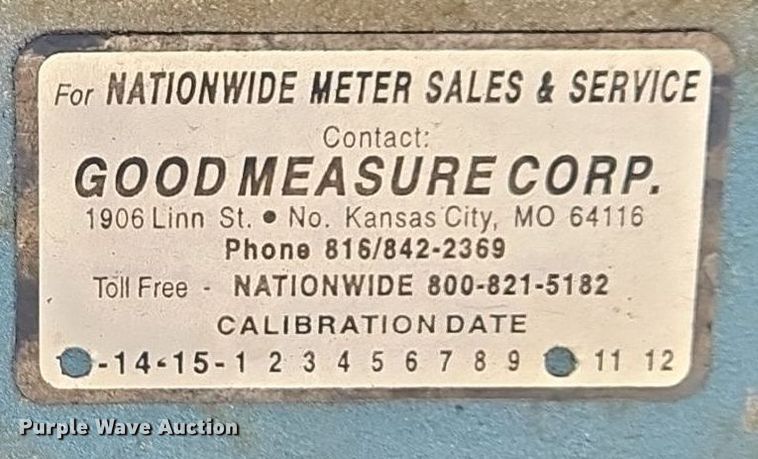 For NATIONWIDE METER SALES & SERVICE
Contact:
GOOD MEASURE CORP.
1906 Linn St. • No. Kansas City, MO 64116
Phone 816/842-2369
Toll Free - NATIONWIDE 800-821-5182
CALIBRATION DATE
-14-15-1 2 3 4 5 6 7 8 9 11 12
Purple Wave Auction